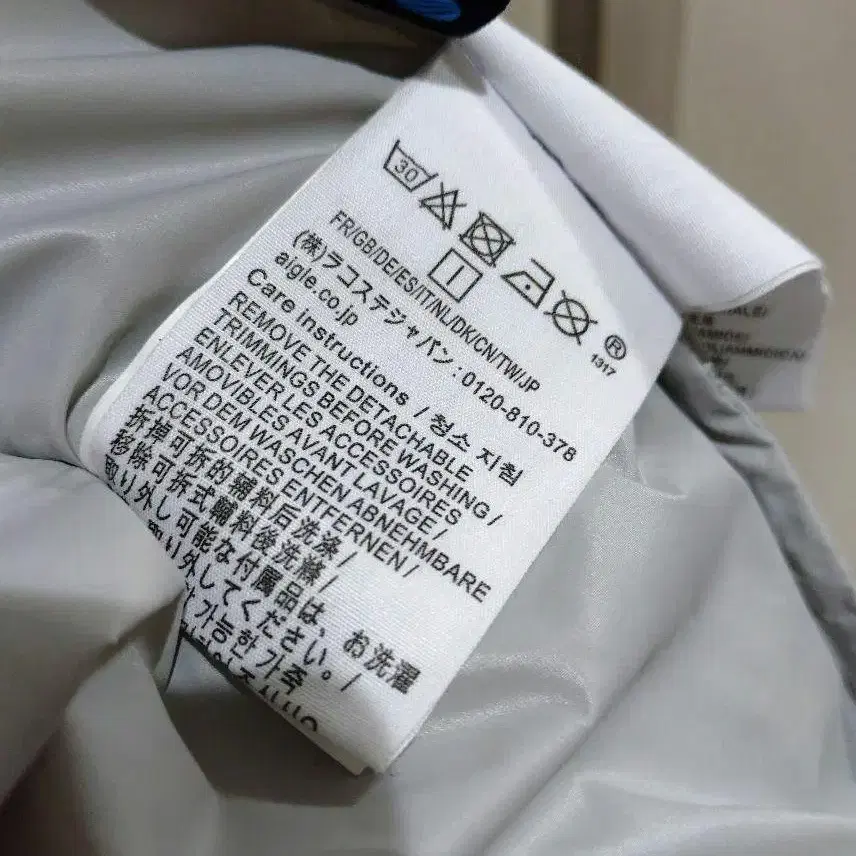 30
®
1317
FR/GB/DE/ES/IT/NL/DK/CN/TW/JP
(株)ラコステジャパン : 0120-810-378
aigle.co.jp
Care instructions / 청소 지침
REMOVE THE DETACHABLE
TRIMMINGS BEFORE WASHING /
ENLEVER LES ACCESSOIRES
AMOVIBLES AVANT LAVAGE /
VOR DEM WASCHEN ABNEHMBARE
ACCESSOIRES ENTFERNEN /
拆掉可拆的辅料后洗涤 /
移除可拆式輔料後洗滌 /
取り外し可能な付属品は、お洗濯
取り外してください。 /
가능한 가죽